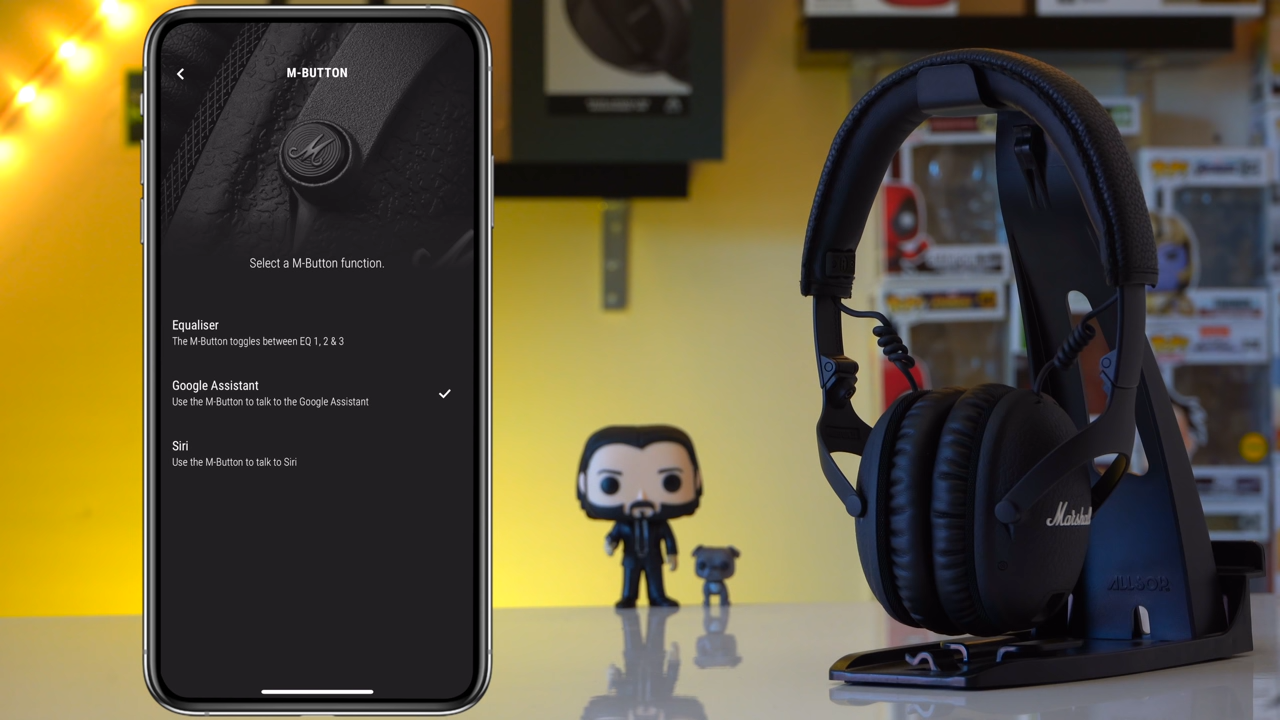 M-BUTTON
Select a M-Button function.
Equaliser
The M-Button toggles between EQ 1, 2 & 3
Google Assistant
Use the M-Button to talk to the Google Assistant
Siri
Use the M-Button to talk to Siri
Marshall
ALLSOR